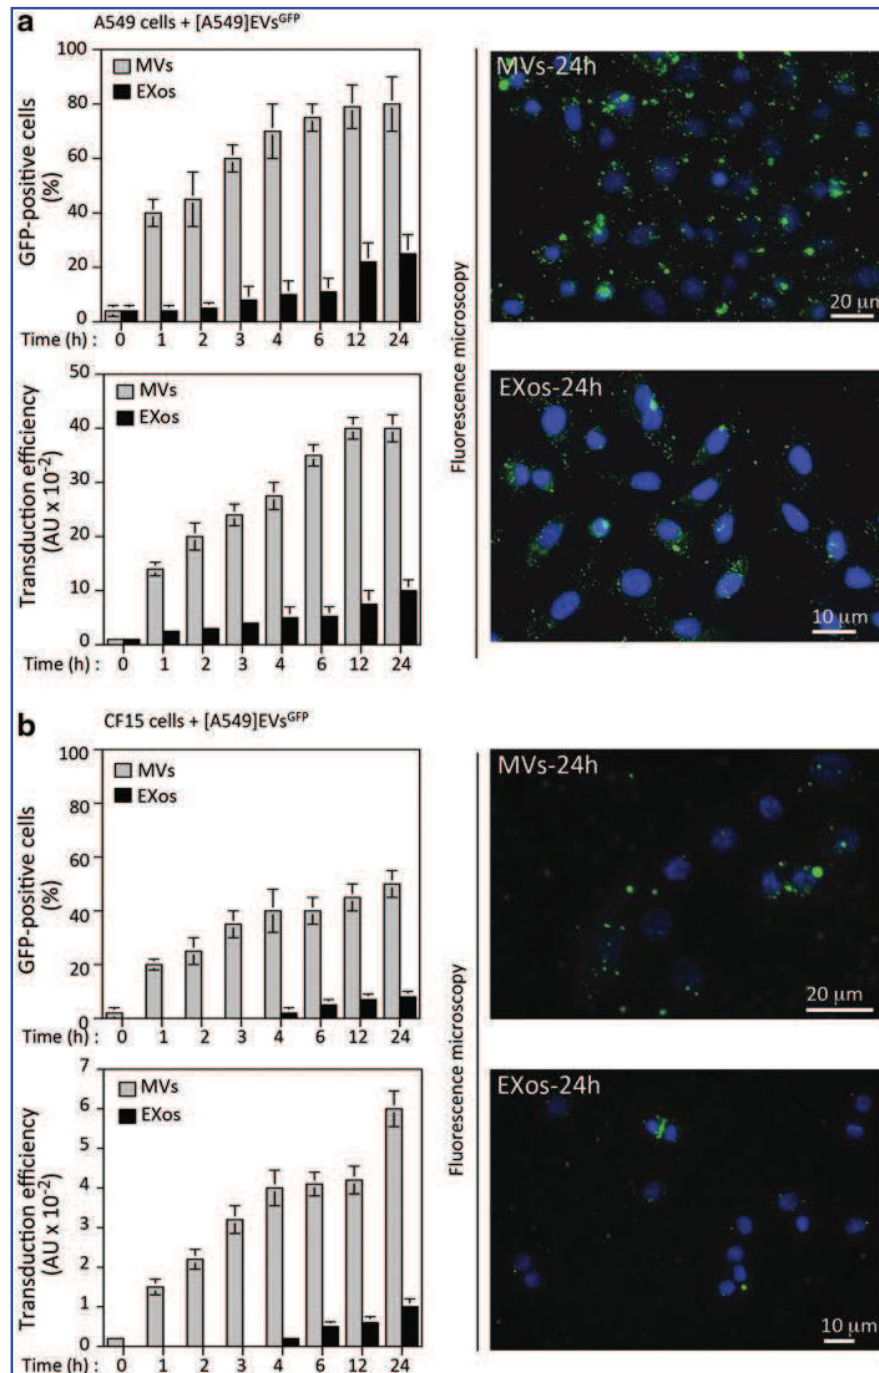 a
A549 cells + [A549]EVsGFP
100
80
60
40
20
0
GFP-positive cells
(%)
MVs
EXos
Time (h) : 0 1 2 3 4 6 12 24
50
40
30
20
10
0
Transduction efficiency
(AU x 10-2)
MVs
EXos
Time (h) : 0 1 2 3 4 6 12 24
Fluorescence microscopy
MVs-24h
20 µm
EXos-24h
10 µm
b
CF15 cells + [A549]EVsGFP
100
80
60
40
20
0
GFP-positive cells
(%)
MVs
EXos
Time (h) : 0 1 2 3 4 6 12 24
7
6
5
4
3
2
1
0
Transduction efficiency
(AU x 10-2)
MVs
EXos
Time (h) : 0 1 2 3 4 6 12 24
Fluorescence microscopy
MVs-24h
20 µm
EXos-24h
10 µm